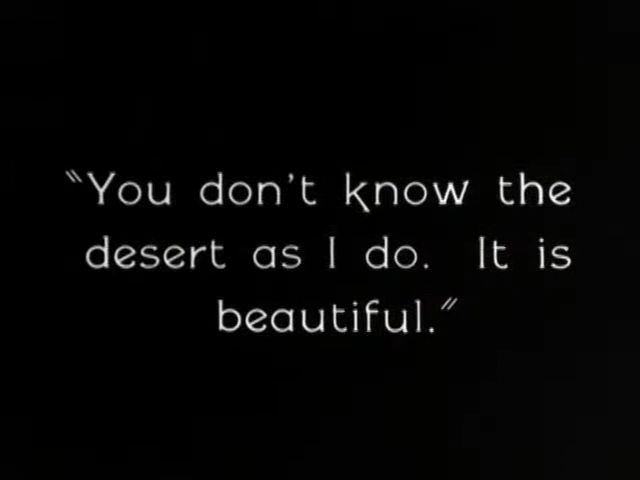 "You don't know the
desert as I do. It is
beautiful."